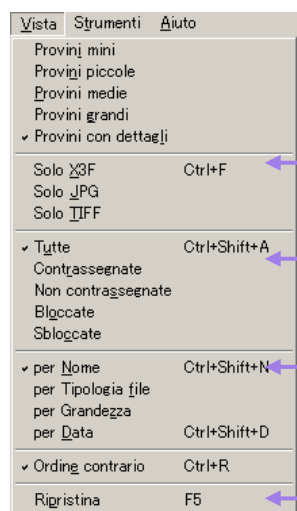 Vista Strumenti Aiuto
Provini mini
Provini piccole
Provini medie
Provini grandi
Provini con dettagli
Solo X3F Ctrl+F
Solo JPG
Solo TIFF
Tutte Ctrl+Shift+A
Contrassegnate
Non contrassegnate
Bloccate
Sbloccate
per Nome Ctrl+Shift+N
per Tipologia file
per Grandezza
per Data Ctrl+Shift+D
Ordine contrario Ctrl+R
Ripristina F5